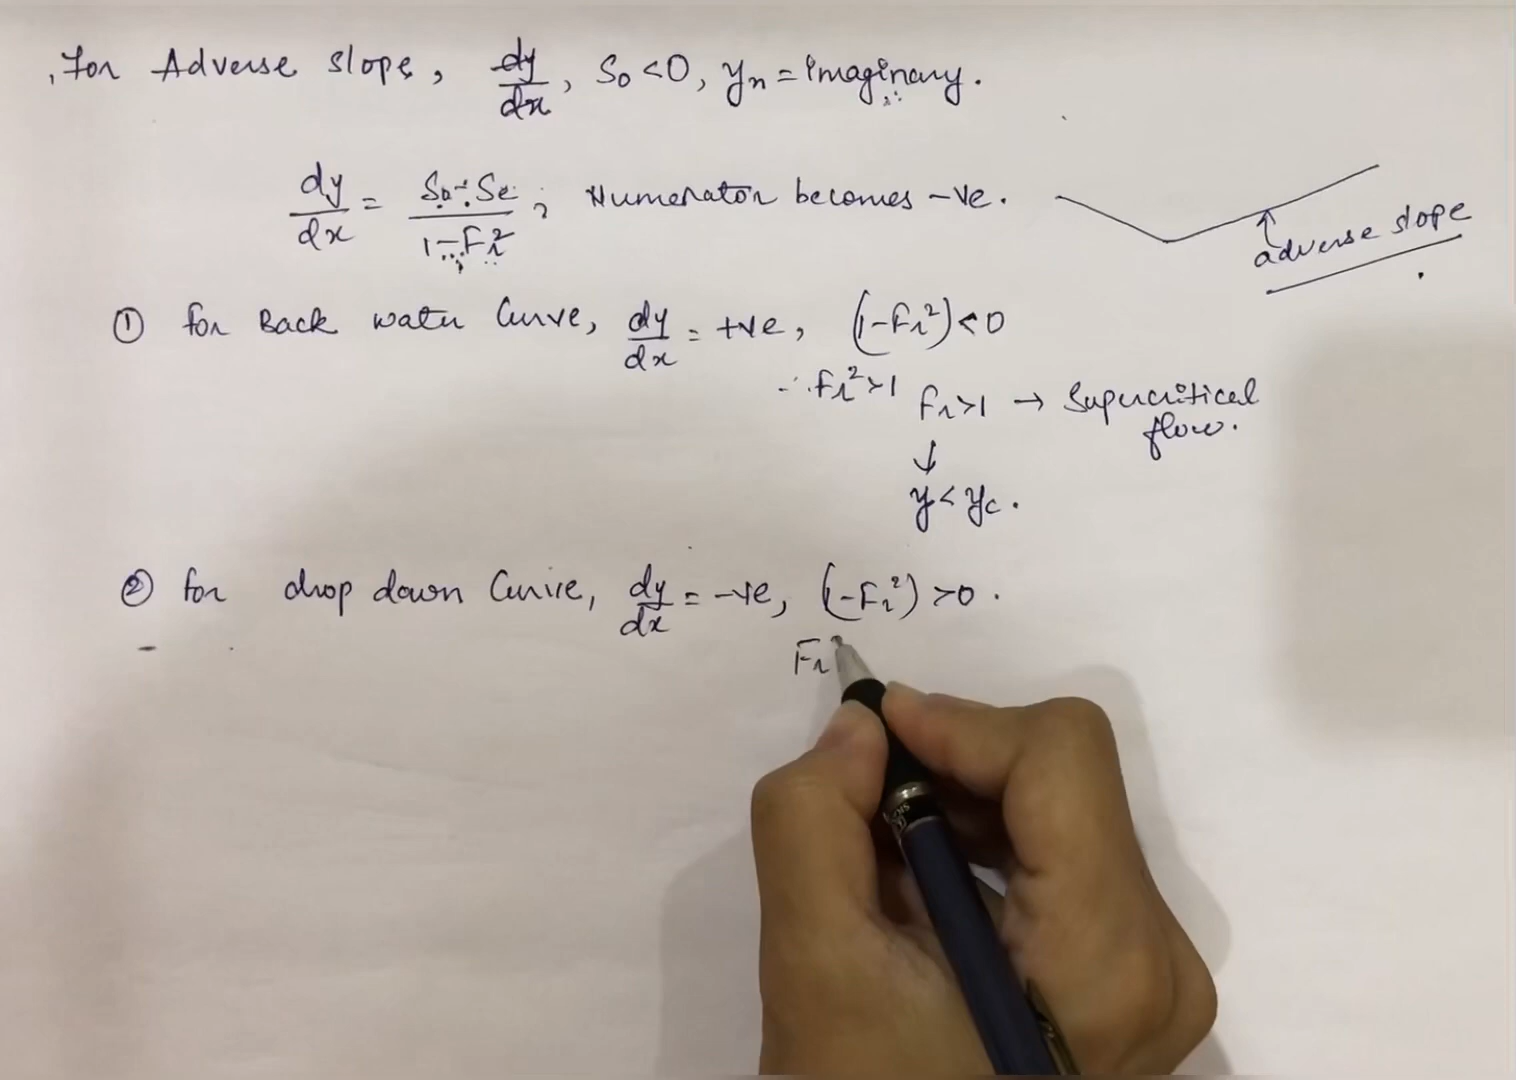 For Adverse slope, dy/dx, S₀<0, yn = imaginary.
dy/dx = S₀-Se/1-Fr² ; Numerator becomes -ve.
adverse slope
① for Back water Curve, dy/dx = +ve, (1-Fr²)<0
∴ Fr²>1 Fr>1 → Supercritical
flow.
↓
y < yc.
② for drop down Curve, dy/dx = -ve, (1-Fr²) >0.
Fr